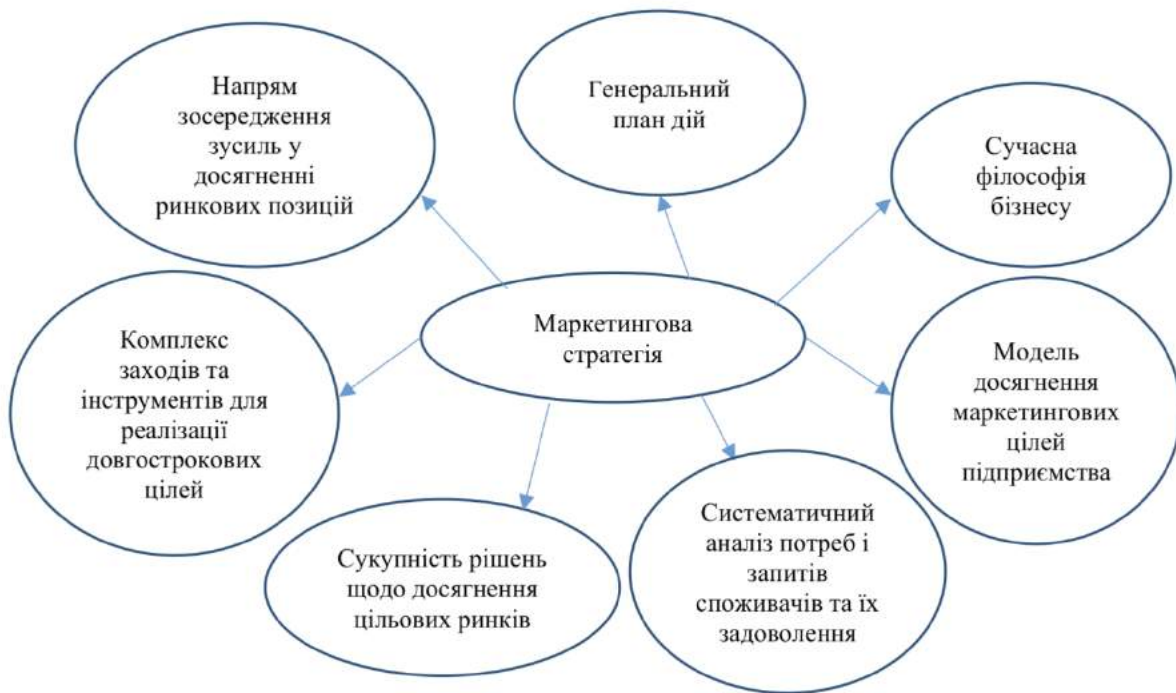 Напрям
зосередження
зусиль у
досягненні
ринкових позицій
Генеральний
план дій
Сучасна
філософія
бізнесу
Маркетингова
стратегія
Комплекс
заходів та
інструментів для
реалізації
довгострокових
цілей
Модель
досягнення
маркетингових
цілей
підприємства
Сукупність рішень
щодо досягнення
цільових ринків
Систематичний
аналіз потреб і
запитів
споживачів та їх
задоволення